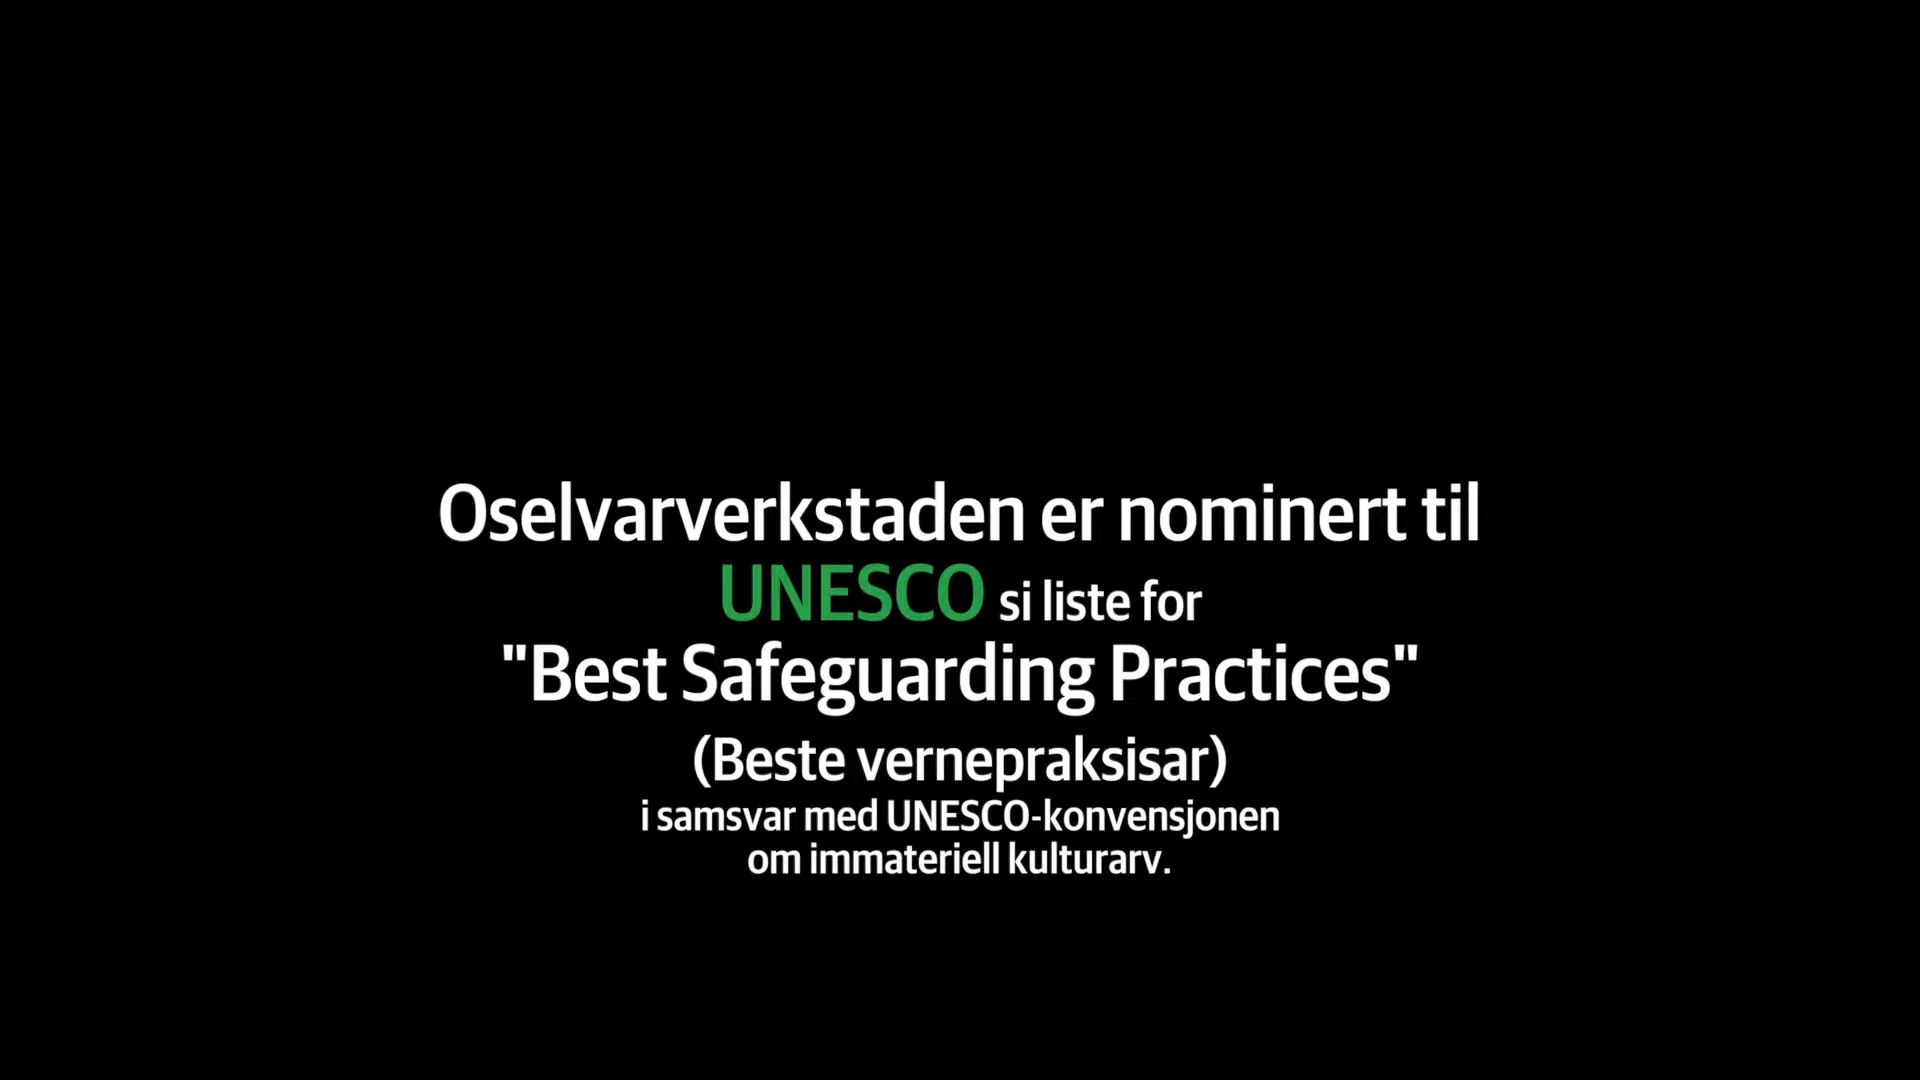 Oselvarverkstaden er nominert til
UNESCO si liste for
"Best Safeguarding Practices"
(Beste vernepraksisar)
i samsvar med UNESCO-konvensjonen
om immateriell kulturarv.